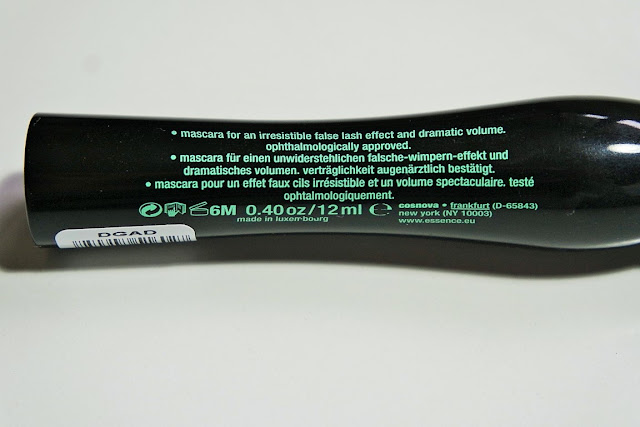 • mascara for an irresistible false lash effect and dramatic volume.
ophthalmologically approved.
• mascara für einen unwiderstehlichen falsche-wimpern-effekt und
dramatisches volumen. verträglichkeit augenärztlich bestätigt.
• mascara pour un effet faux cils irrésistible et un volume spectaculaire. testé
ophtalmologiquement.
6M 0.40 oz/12 ml ℮
made in luxembourg
cosnova • frankfurt (D-65843)
new york (NY 10003)
www.essence.eu
DGAD